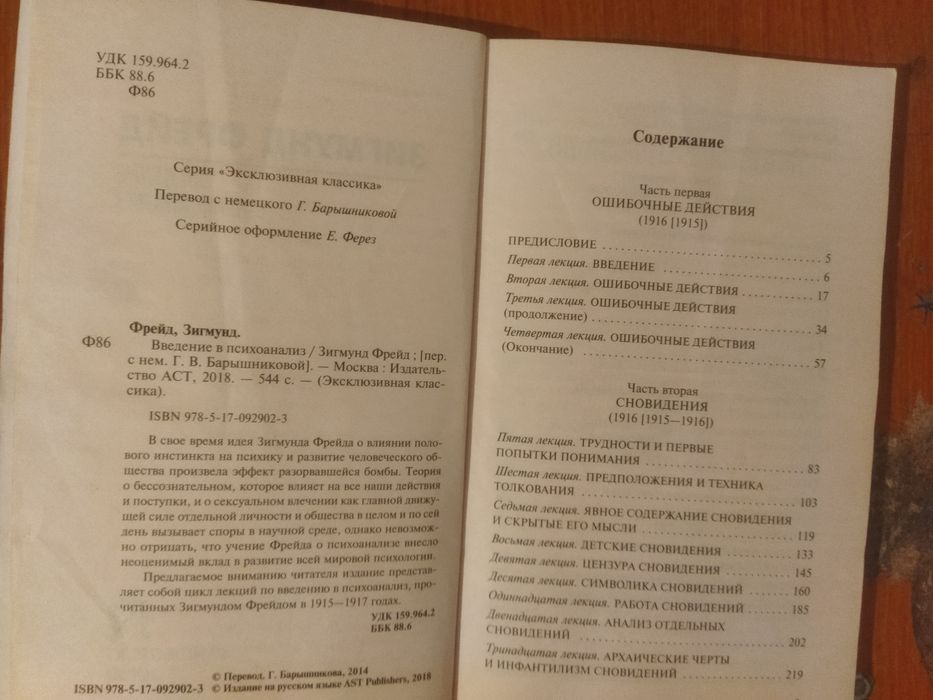 УДК 159.964.2
ББК 88.6
Ф86
Серия «Эксклюзивная классика»
Перевод с немецкого Г. Барышниковой
Серийное оформление Е. Ферез
Фрейд, Зигмунд.
Ф86 Введение в психоанализ / Зигмунд Фрейд ; [пер.
с нем. Г. В. Барышниковой]. — Москва : Издатель-
ство АСТ, 2018. — 544 с. — (Эксклюзивная клас-
сика).
ISBN 978-5-17-092902-3
В свое время идея Зигмунда Фрейда о влиянии поло-
вого инстинкта на психику и развитие человеческого об-
щества произвела эффект разорвавшейся бомбы. Теория
о бессознательном, которое влияет на все наши действия
и поступки, и о сексуальном влечении как главной движу-
щей силе отдельной личности и общества в целом и по сей
день вызывает споры в научной среде, однако невозмож-
но отрицать, что учение Фрейда о психоанализе внесло
неоценимый вклад в развитие всей мировой психологии.
Предлагаемое вниманию читателя издание представ-
ляет собой цикл лекций по введению в психоанализ, про-
читанных Зигмундом Фрейдом в 1915—1917 годах.
УДК 159.964.2
ББК 88.6
© Перевод. Г. Барышникова, 2014
ISBN 978-5-17-092902-3 © Издание на русском языке AST Publishers, 2018
Содержание
Часть первая
ОШИБОЧНЫЕ ДЕЙСТВИЯ
(1916 [1915])
ПРЕДИСЛОВИЕ . . . . . . . . . . 5
Первая лекция. ВВЕДЕНИЕ . . . . . . . . . . 6
Вторая лекция. ОШИБОЧНЫЕ ДЕЙСТВИЯ . . . . . . . . . . 17
Третья лекция. ОШИБОЧНЫЕ ДЕЙСТВИЯ
(продолжение) . . . . . . . . . . 34
Четвертая лекция. ОШИБОЧНЫЕ ДЕЙСТВИЯ
(Окончание) . . . . . . . . . . 57
Часть вторая
СНОВИДЕНИЯ
(1916 [1915—1916])
Пятая лекция. ТРУДНОСТИ И ПЕРВЫЕ
ПОПЫТКИ ПОНИМАНИЯ . . . . . . . . . . 83
Шестая лекция. ПРЕДПОЛОЖЕНИЯ И ТЕХНИКА
ТОЛКОВАНИЯ . . . . . . . . . . 103
Седьмая лекция. ЯВНОЕ СОДЕРЖАНИЕ СНОВИДЕНИЯ
И СКРЫТЫЕ ЕГО МЫСЛИ . . . . . . . . . . 119
Восьмая лекция. ДЕТСКИЕ СНОВИДЕНИЯ . . . . . . . . . . 133
Девятая лекция. ЦЕНЗУРА СНОВИДЕНИЯ . . . . . . . . . . 145
Десятая лекция. СИМВОЛИКА СНОВИДЕНИЙ . . . . . . . . . . 160
Одиннадцатая лекция. РАБОТА СНОВИДЕНИЙ . . . . . . . . . . 185
Двенадцатая лекция. АНАЛИЗ ОТДЕЛЬНЫХ
СНОВИДЕНИЙ . . . . . . . . . . 202
Тринадцатая лекция. АРХАИЧЕСКИЕ ЧЕРТЫ
И ИНФАНТИЛИЗМ СНОВИДЕНИЙ . . . . . . . . . . 219